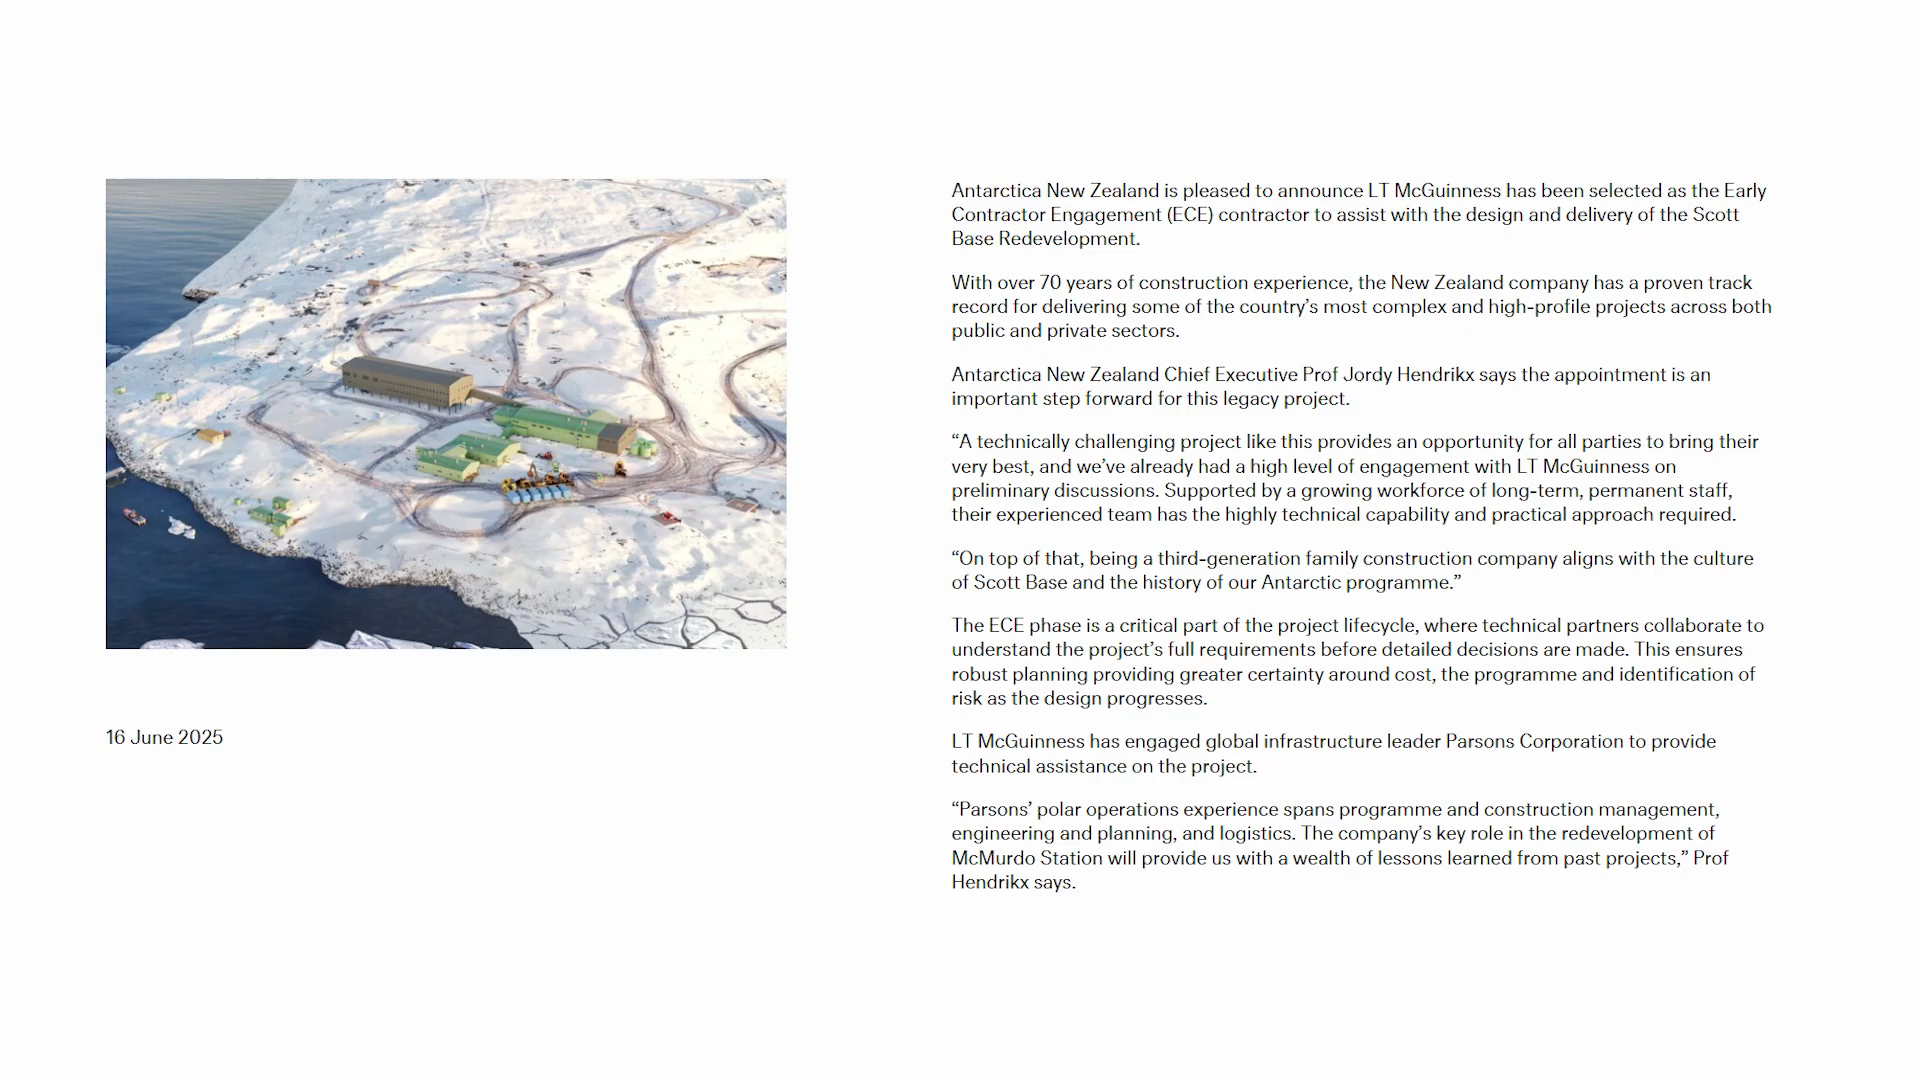 Antarctica New Zealand is pleased to announce LT McGuinness has been selected as the Early
Contractor Engagement (ECE) contractor to assist with the design and delivery of the Scott
Base Redevelopment.
With over 70 years of construction experience, the New Zealand company has a proven track
record for delivering some of the country’s most complex and high-profile projects across both
public and private sectors.
Antarctica New Zealand Chief Executive Prof Jordy Hendrikx says the appointment is an
important step forward for this legacy project.
“A technically challenging project like this provides an opportunity for all parties to bring their
very best, and we’ve already had a high level of engagement with LT McGuinness on
preliminary discussions. Supported by a growing workforce of long-term, permanent staff,
their experienced team has the highly technical capability and practical approach required.
“On top of that, being a third-generation family construction company aligns with the culture
of Scott Base and the history of our Antarctic programme.”
The ECE phase is a critical part of the project lifecycle, where technical partners collaborate to
understand the project’s full requirements before detailed decisions are made. This ensures
robust planning providing greater certainty around cost, the programme and identification of
risk as the design progresses.
LT McGuinness has engaged global infrastructure leader Parsons Corporation to provide
technical assistance on the project.
“Parsons’ polar operations experience spans programme and construction management,
engineering and planning, and logistics. The company’s key role in the redevelopment of
McMurdo Station will provide us with a wealth of lessons learned from past projects,” Prof
Hendrikx says.
16 June 2025